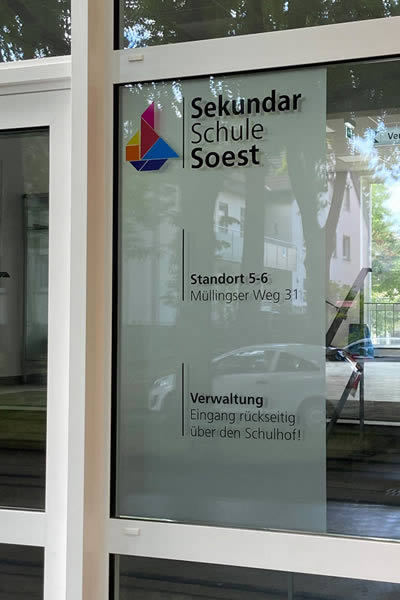 Sekundar
Schule
Soest
Standort 5-6
Müllingser Weg 31
Verwaltung
Eingang rückseitig
über den Schulhof!